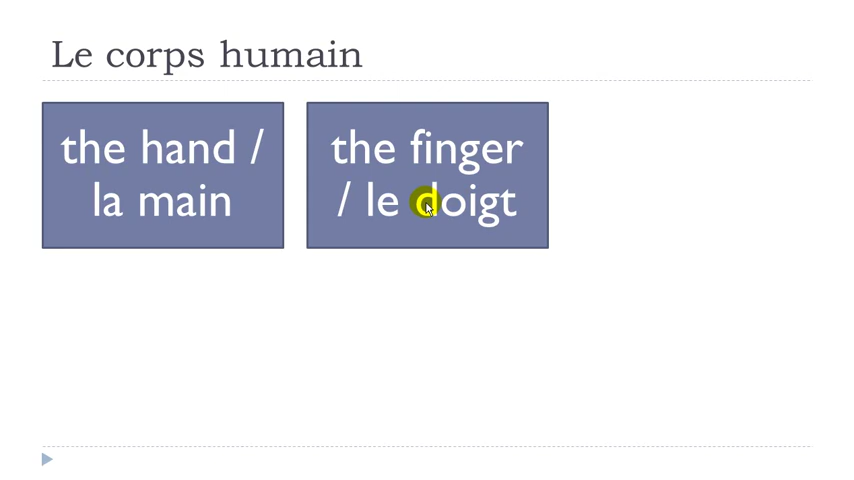 Le corps humain
the hand /
la main
the finger
/ le doigt